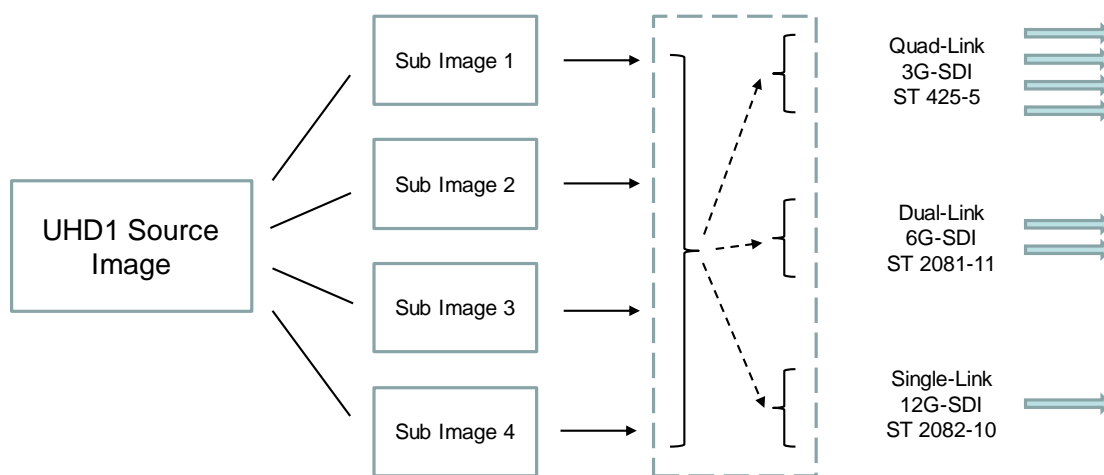 UHD1 Source
Image
Sub Image 1
Sub Image 2
Sub Image 3
Sub Image 4
Quad-Link
3G-SDI
ST 425-5
Dual-Link
6G-SDI
ST 2081-11
Single-Link
12G-SDI
ST 2082-10